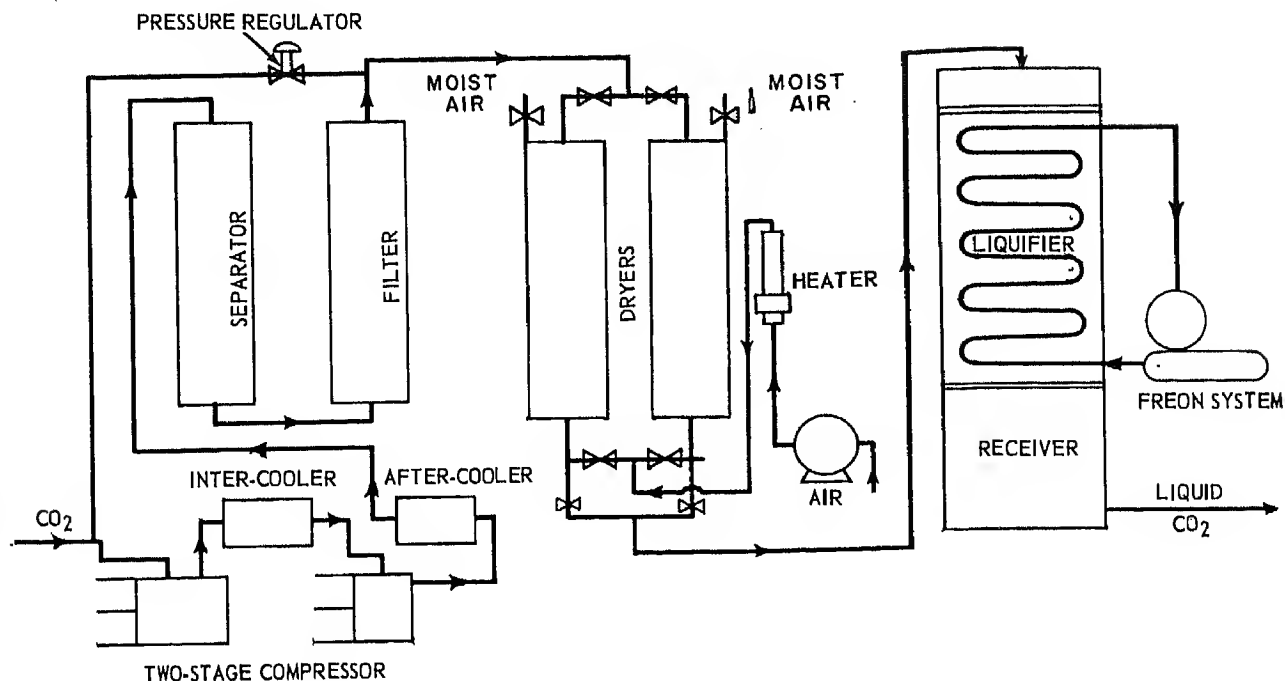 PRESSURE REGULATOR
MOIST
AIR
MOIST
AIR
SEPARATOR
FILTER
DRYERS
HEATER
LIQUIFIER
FREON SYSTEM
RECEIVER
INTER-COOLER
AFTER-COOLER
AIR
LIQUID
CO₂
CO₂
TWO-STAGE COMPRESSOR